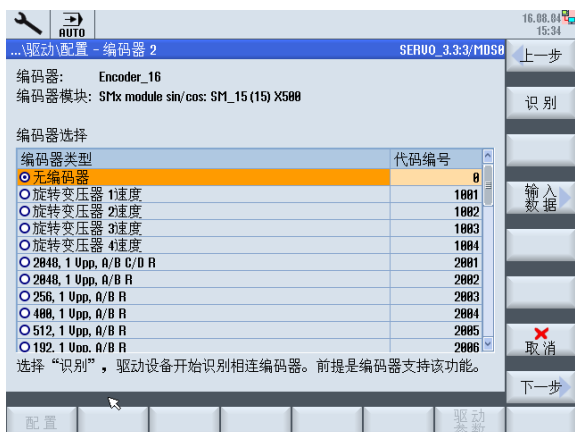 AUTO
16.08.04
15:34
...\驱动\配置 - 编码器 2
SERVO_3.3:3/MDS0
上一步
编码器: Encoder_16
编码器模块: SMx module sin/cos: SM_15 (15) X500
识 别
编码器选择
编码器类型 代码编号
无编码器 0
旋转变压器 1速度 1001
旋转变压器 2速度 1002
旋转变压器 3速度 1003
旋转变压器 4速度 1004
2048, 1 Vpp, A/B C/D R 2001
2048, 1 Vpp, A/B R 2002
256, 1 Vpp, A/B R 2003
400, 1 Vpp, A/B R 2004
512, 1 Vpp, A/B R 2005
192, 1 Vpp, A/B R 2006
输 入
数 据
取 消
选择“识别”，驱动设备开始识别相连编码器。前提是编码器支持该功能。
下一步
配 置
驱 动
参 数